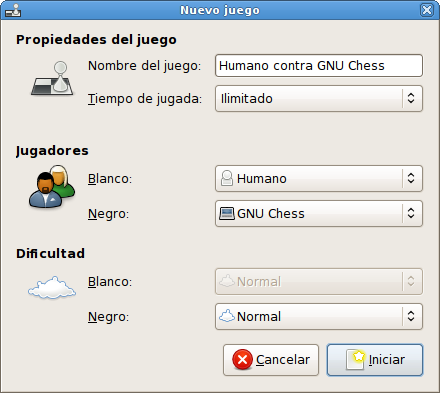 Nuevo juego
Propiedades del juego
Nombre del juego: Humano contra GNU Chess
Tiempo de jugada: Ilimitado
Jugadores
Blanco: Humano
Negro: GNU Chess
Dificultad
Blanco: Normal
Negro: Normal
Cancelar Iniciar